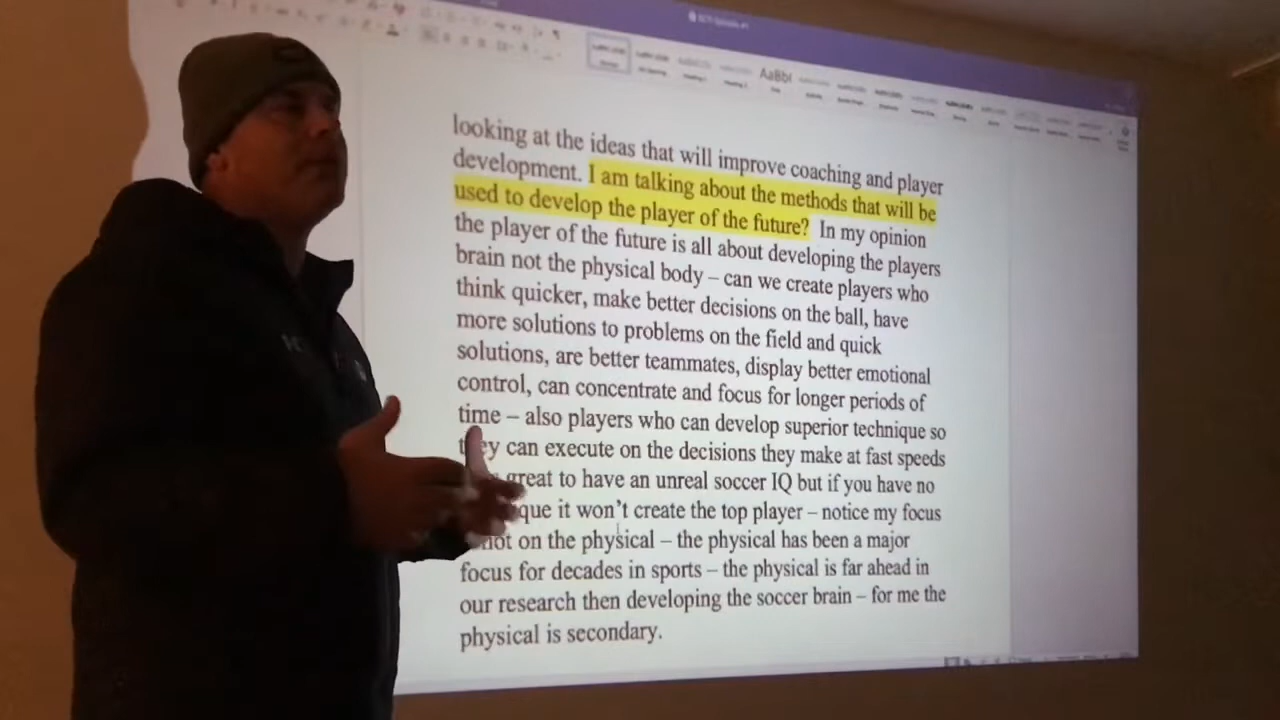 AaBbI
looking at the ideas that will improve coaching and player
development. I am talking about the methods that will be
used to develop the player of the future? In my opinion
the player of the future is all about developing the players
brain not the physical body – can we create players who
think quicker, make better decisions on the ball, have
more solutions to problems on the field and quick
solutions, are better teammates, display better emotional
control, can concentrate and focus for longer periods of
time – also players who can develop superior technique so
they can execute on the decisions they make at fast speeds
great to have an unreal soccer IQ but if you have no
it won't create the top player – notice my focus
not on the physical – the physical has been a major
focus for decades in sports – the physical is far ahead in
our research then developing the soccer brain – for me the
physical is secondary.